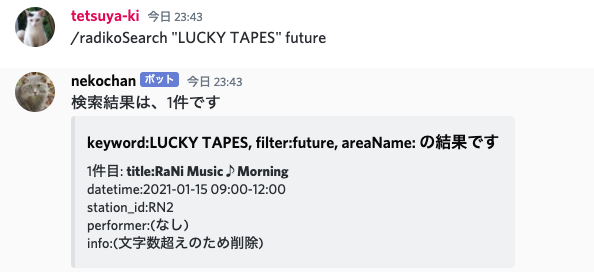 tetsuya-ki 今日 23:43
/radikoSearch "LUCKY TAPES" future
nekochan ボット 今日 23:43
検索結果は、1件です
keyword:LUCKY TAPES, filter:future, areaName: の結果です
1件目: title:RaNi Music♪Morning
datetime:2021-01-15 09:00-12:00
station_id:RN2
performer:(なし)
info:(文字数超えのため削除)